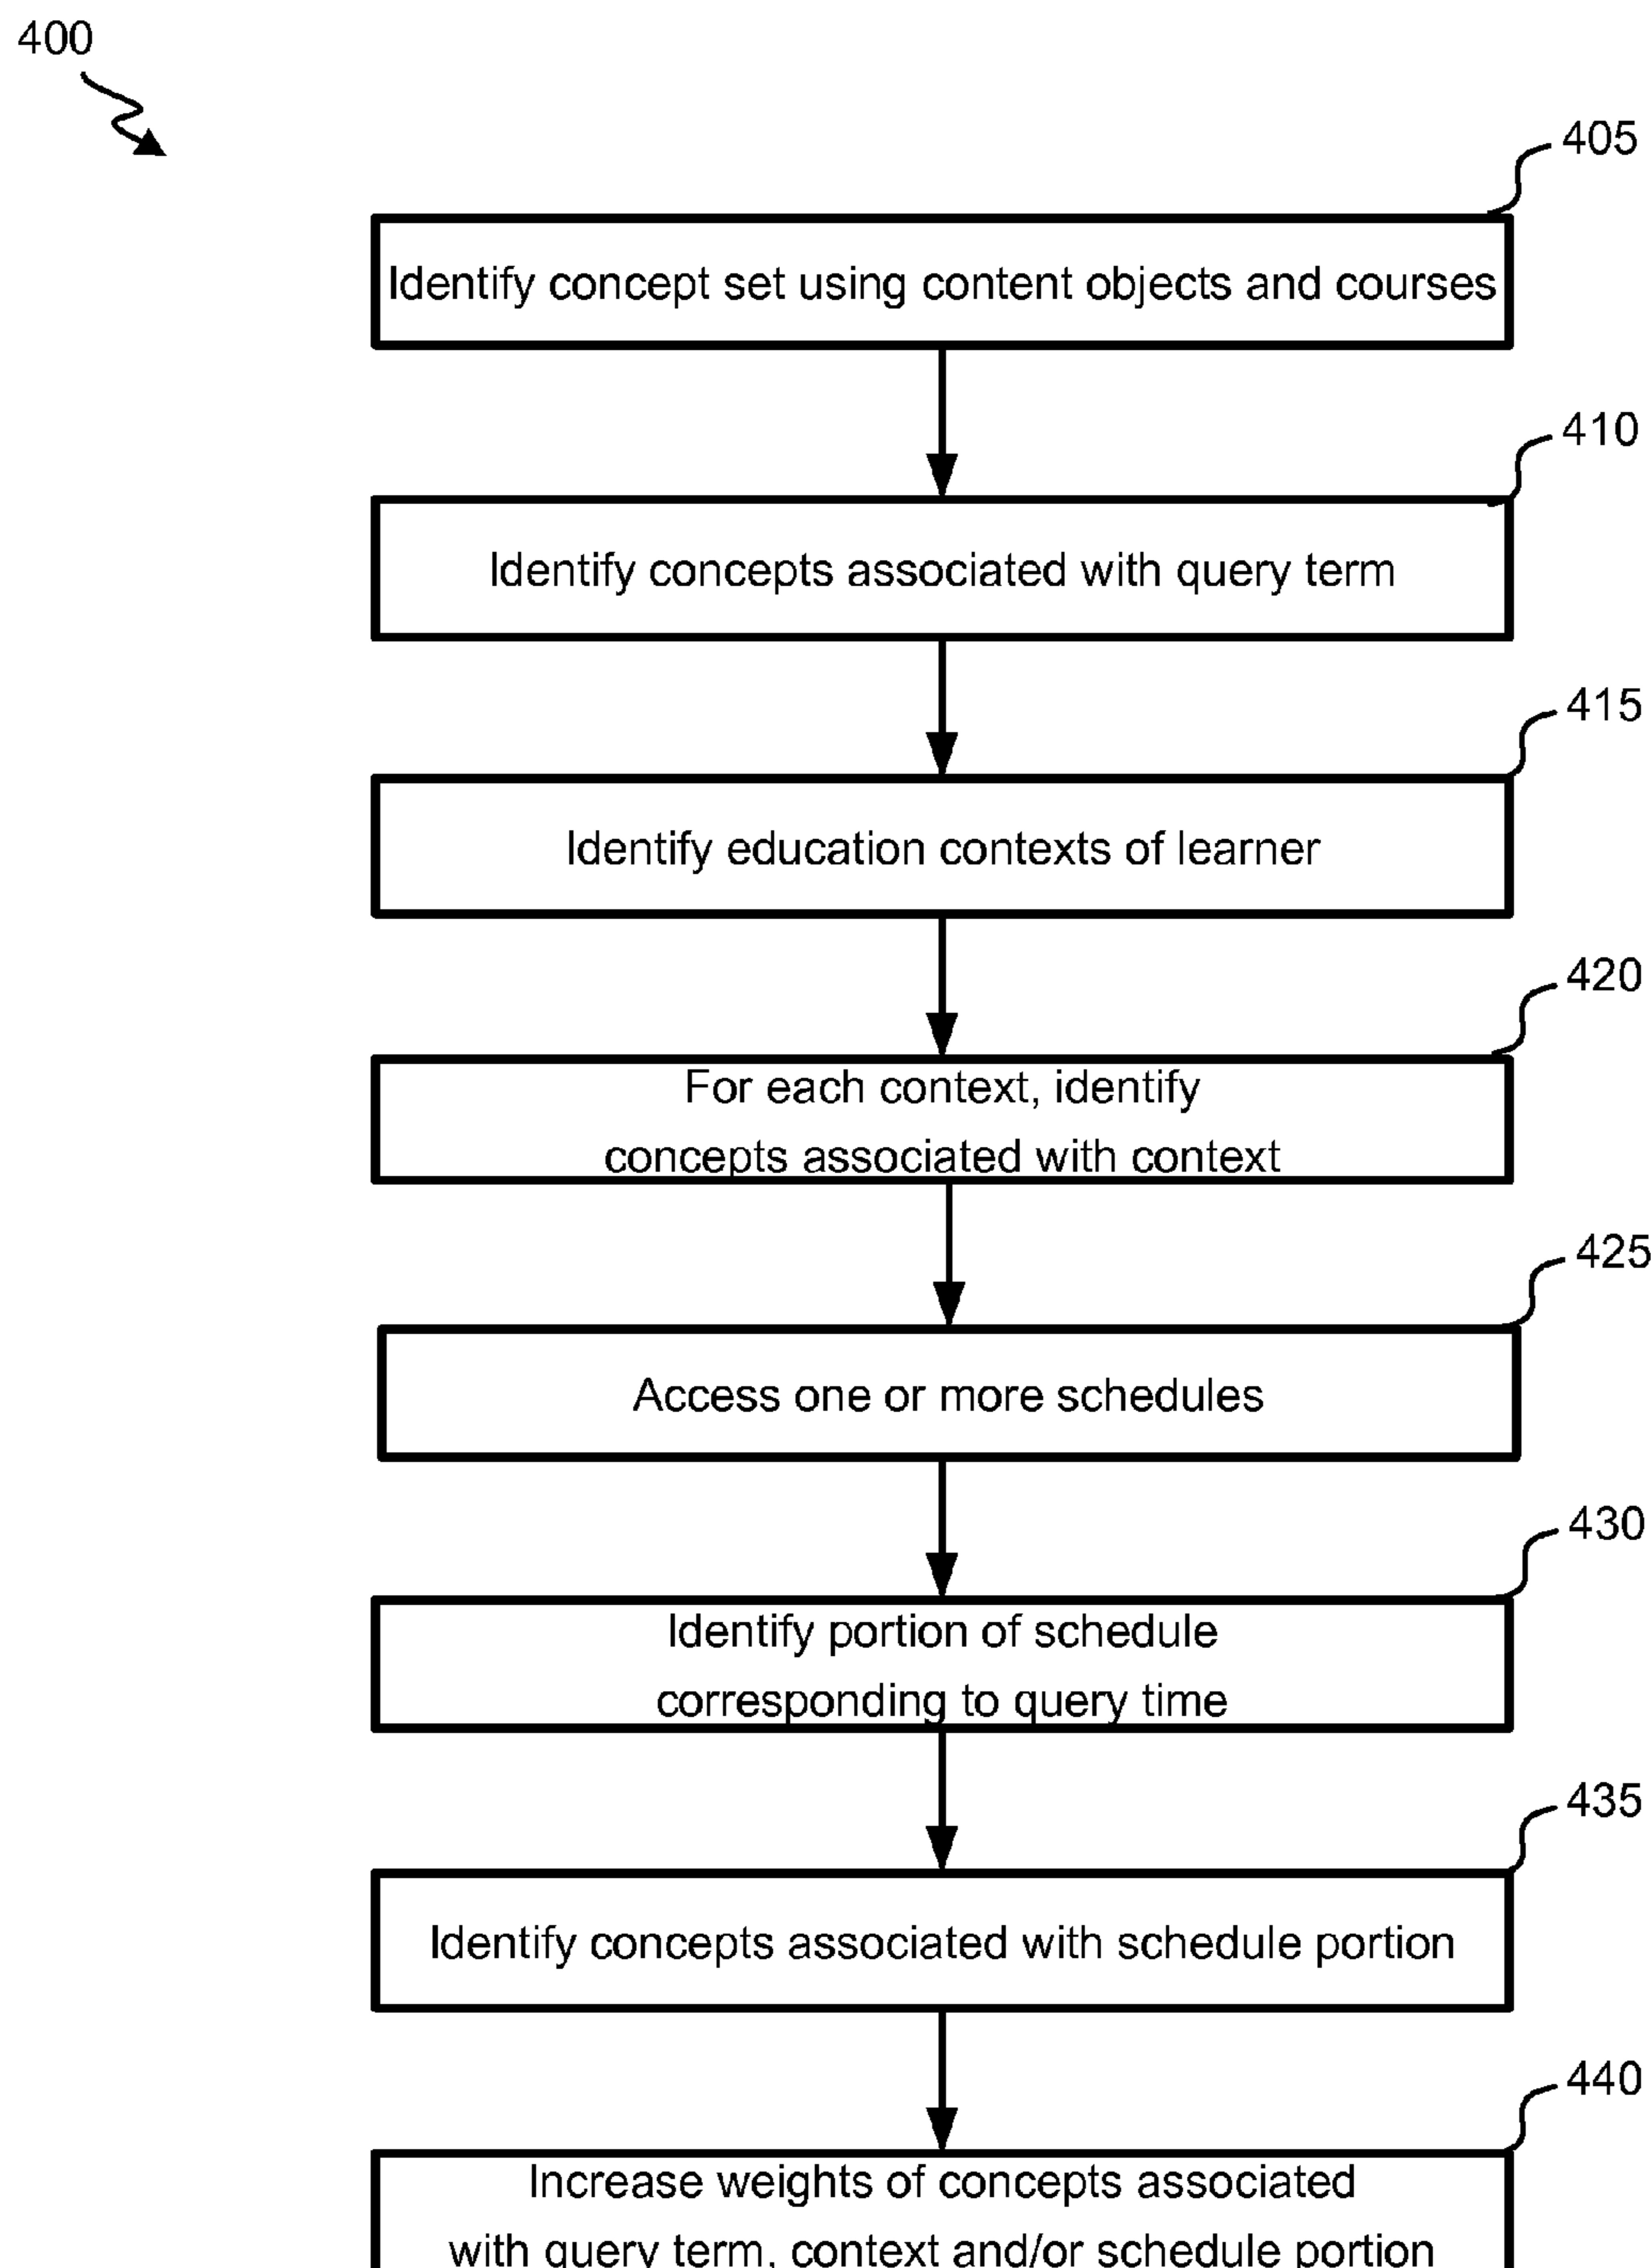 400
405
Identify concept set using content objects and courses
410
Identify concepts associated with query term
415
Identify education contexts of learner
420
For each context, identify
concepts associated with context
425
Access one or more schedules
430
Identify portion of schedule
corresponding to query time
435
Identify concepts associated with schedule portion
440
Increase weights of concepts associated
with query term, context and/or schedule portion